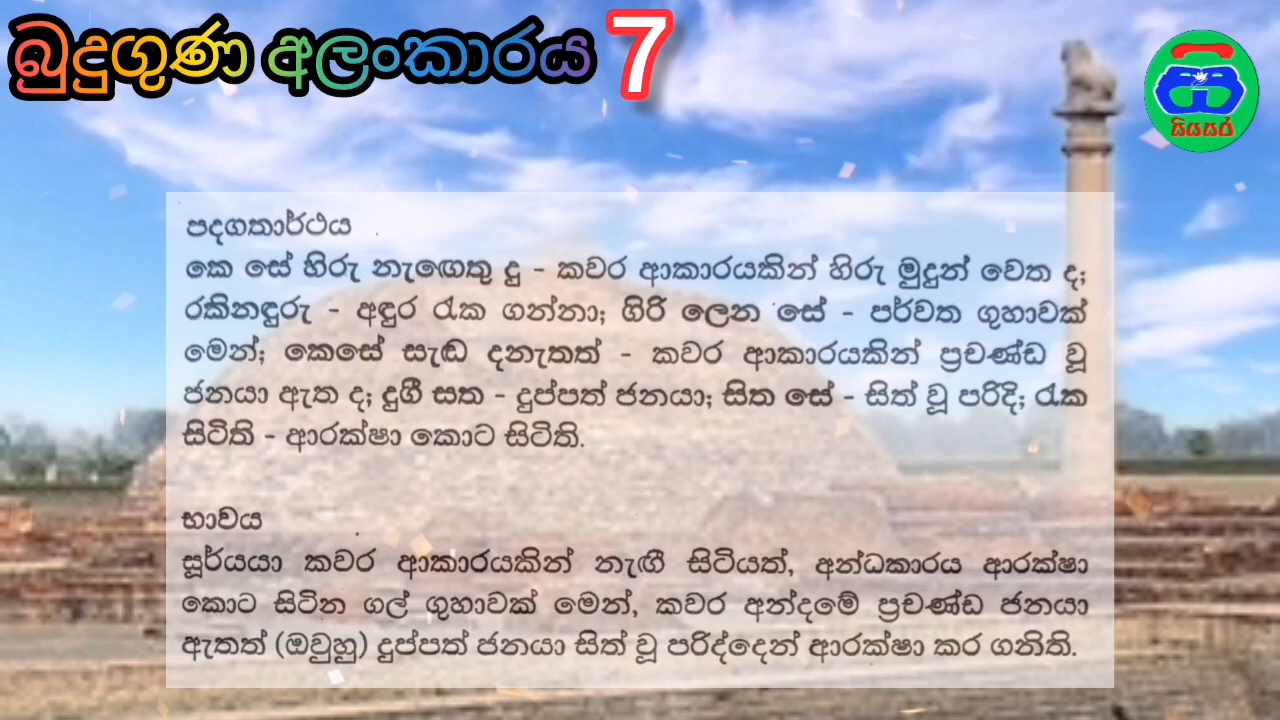 බුදුගුණ අලංකාරය 7
සියසර
පදගතාර්ථය
කෙ සේ හිරු නැඟෙතු දු - කවර ආකාරයකින් හිරු මුදුන් වෙත ද;
රකිනඳුරු - අඳුර රැක ගන්නා; ගිරි ලෙන සේ - පර්වත ගුහාවක්
මෙන්; කෙසේ සැඬ දනැතත් - කවර ආකාරයකින් ප්‍රචණ්ඩ වූ
ජනයා ඇත ද; දුගී සත - දුප්පත් ජනයා; සිත සේ - සිත් වූ පරිදි; රැක
සිටිති - ආරක්ෂා කොට සිටිති.
භාවය
සූර්යයා කවර ආකාරයකින් නැඟී සිටියත්, අන්ධකාරය ආරක්ෂා
කොට සිටින ගල් ගුහාවක් මෙන්, කවර අන්දමේ ප්‍රචණ්ඩ ජනයා
ඇතත් (ඔවුහු) දුප්පත් ජනයා සිත් වූ පරිද්දෙන් ආරක්ෂා කර ගනිති.